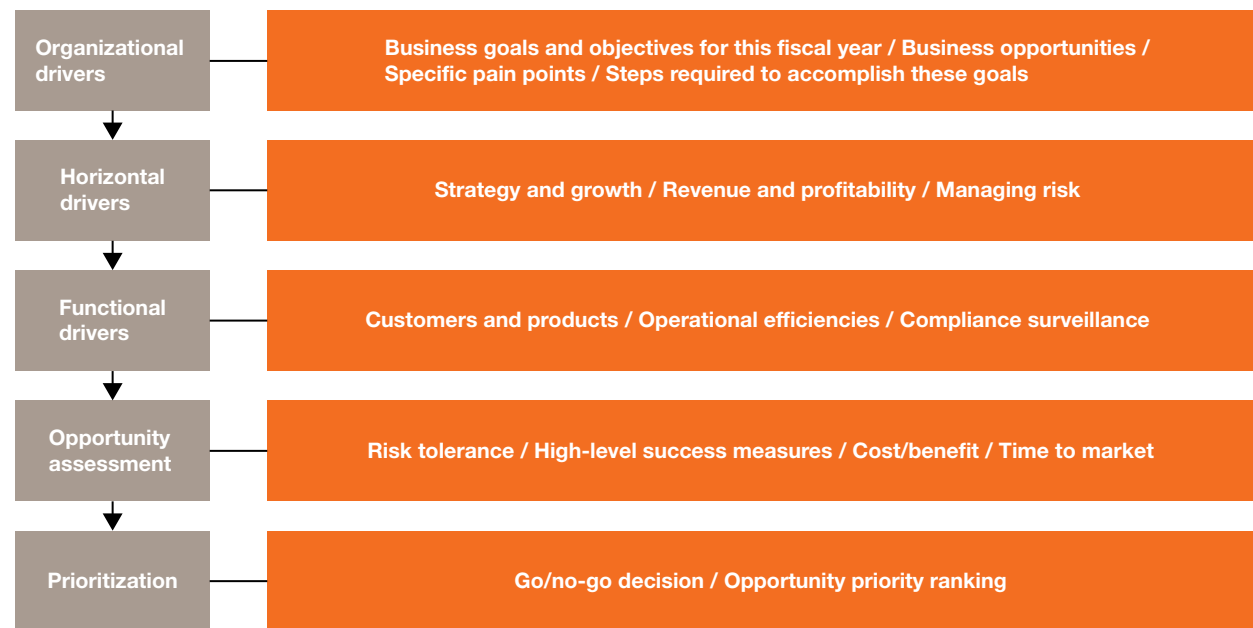 Organizational
drivers
Business goals and objectives for this fiscal year / Business opportunities /
Specific pain points / Steps required to accomplish these goals
Horizontal
drivers
Strategy and growth / Revenue and profitability / Managing risk
Functional
drivers
Customers and products / Operational efficiencies / Compliance surveillance
Opportunity
assessment
Risk tolerance / High-level success measures / Cost/benefit / Time to market
Prioritization
Go/no-go decision / Opportunity priority ranking